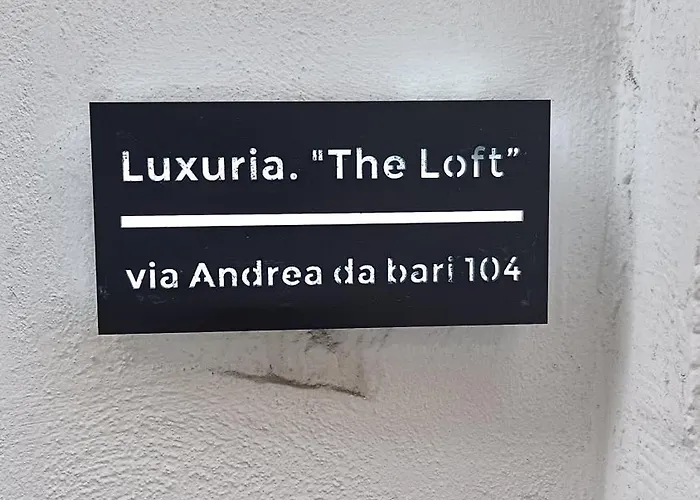 Luxuria. "The Loft”
via Andrea da bari 104